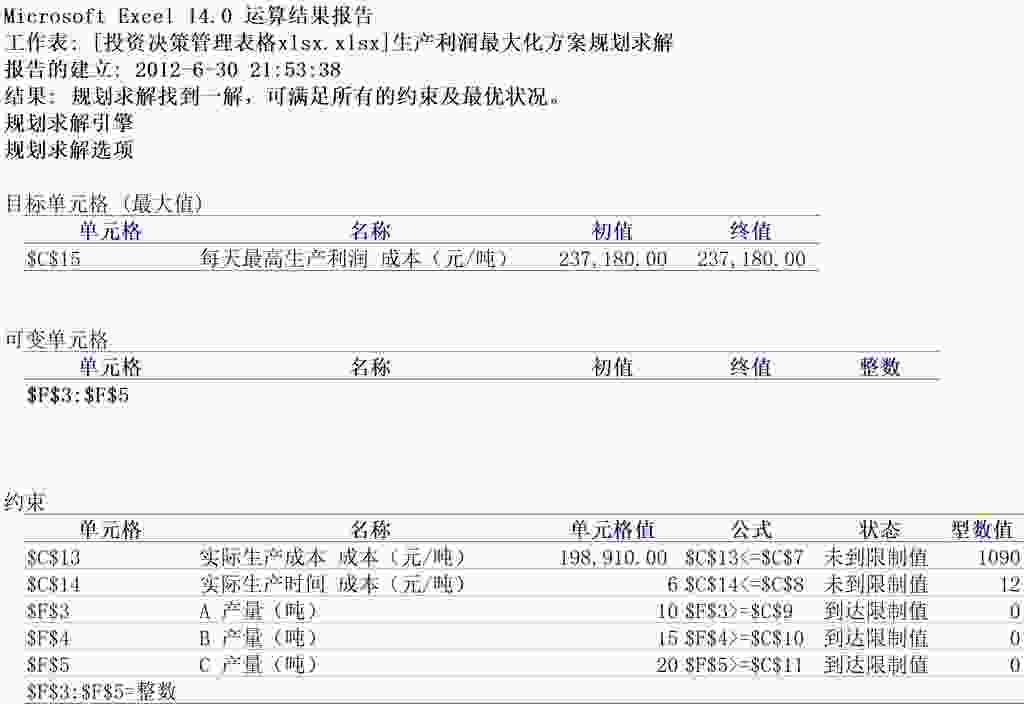 Microsoft Excel 14.0 运算结果报告
工作表: [投资决策管理表格xlsx.xlsx]生产利润最大化方案规划求解
报告的建立: 2012-6-30 21:53:38
结果: 规划求解找到一解，可满足所有的约束及最优状况。
规划求解引擎
规划求解选项
目标单元格 (最大值)
单元格 名称 初值 终值
$C$15 每天最高生产利润 成本（元/吨） 237,180.00 237,180.00
可变单元格
单元格 名称 初值 终值 整数
$F$3:$F$5
约束
单元格 名称 单元格值 公式 状态 型数值
$C$13 实际生产成本 成本（元/吨） 198,910.00 $C$13<=$C$7 未到限制值 1090
$C$14 实际生产时间 成本（元/吨） 6 $C$14<=$C$8 未到限制值 12
$F$3 A 产量（吨） 10 $F$3>=$C$9 到达限制值 0
$F$4 B 产量（吨） 15 $F$4>=$C$10 到达限制值 0
$F$5 C 产量（吨） 20 $F$5>=$C$11 到达限制值 0
$F$3:$F$5=整数